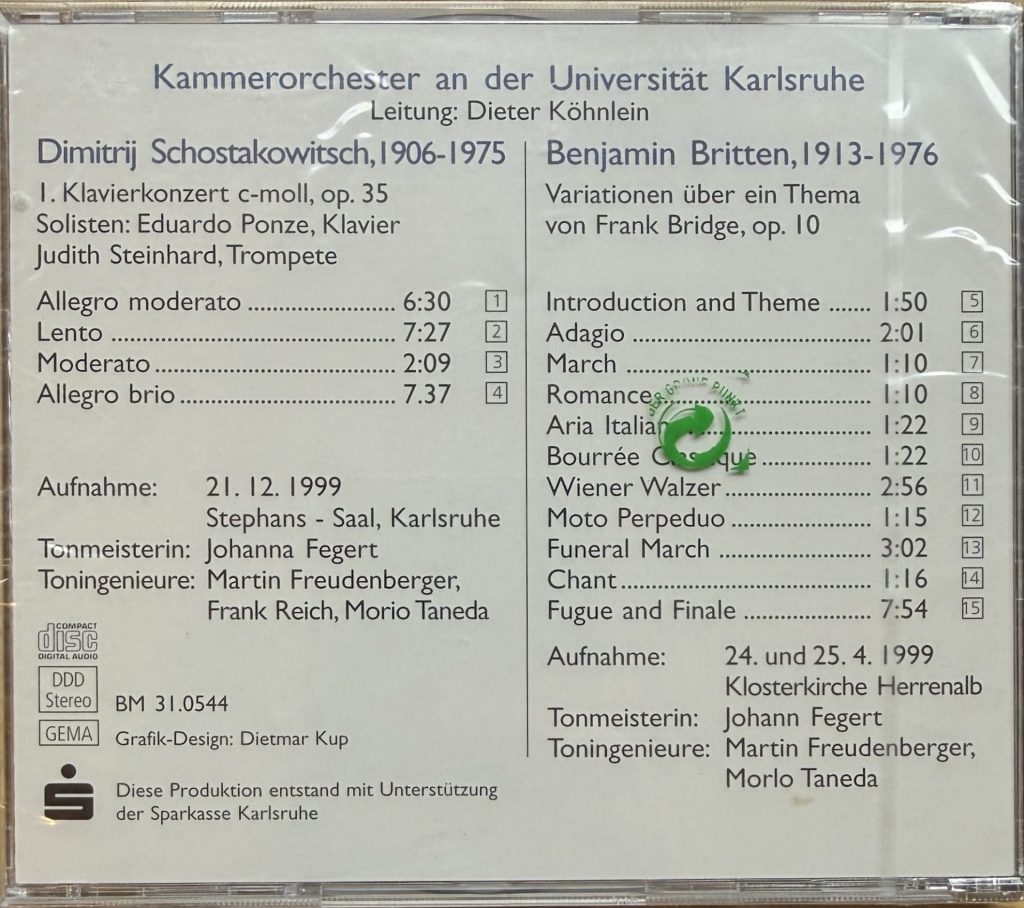 Kammerorchester an der Universität Karlsruhe
Leitung: Dieter Köhnlein
Dimitrij Schostakowitsch, 1906-1975
1. Klavierkonzert c-moll, op. 35
Solisten: Eduardo Ponze, Klavier
Judith Steinhard, Trompete
Allegro moderato 6:30 1
Lento 7:27 2
Moderato 2:09 3
Allegro brio 7.37 4
Aufnahme: 21. 12. 1999
Stephans - Saal, Karlsruhe
Tonmeisterin: Johanna Fegert
Toningenieure: Martin Freudenberger,
Frank Reich, Morio Taneda
COMPACT
disc
DIGITAL AUDIO
DDD
Stereo
BM 31.0544
GEMA
Grafik-Design: Dietmar Kup
Diese Produktion entstand mit Unterstützung
der Sparkasse Karlsruhe
Benjamin Britten, 1913-1976
Variationen über ein Thema
von Frank Bridge, op. 10
Introduction and Theme 1:50 5
Adagio 2:01 6
March 1:10 7
Romance 1:10 8
Aria 1:22 9
Bourrée 1:22 10
Wiener Walzer 2:56 11
Moto Perpeduo 1:15 12
Funeral March 3:02 13
Chant 1:16 14
Fugue and Finale 7:54 15
DER GRÜNE PUNKT
Aufnahme: 24. und 25. 4. 1999
Klosterkirche Herrenalb
Tonmeisterin: Johann Fegert
Toningenieure: Martin Freudenberger,
Morlo Taneda